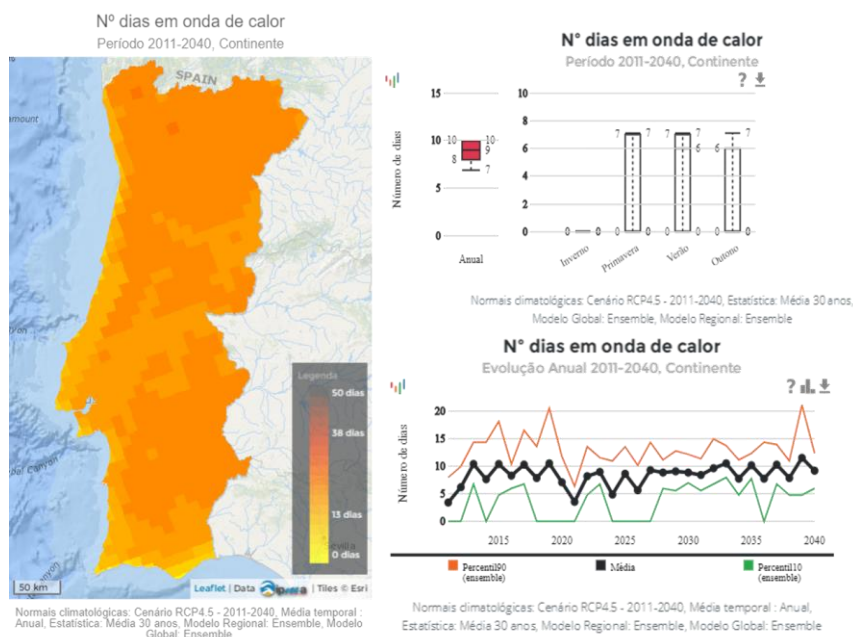 Nº dias em onda de calor
Período 2011-2040, Continente
SPAIN
amount
Legenda
50 dias
38 dias
13 dias
0 dias
50 km
Leaflet | Data
| Tiles © Esri
Normais climatológicas: Cenário RCP4.5 - 2011-2040, Média temporal :
Anual, Estatística: Média 30 anos, Modelo Regional: Ensemble, Modelo
Global: Ensemble
N° dias em onda de calor
Período 2011-2040, Continente
?
Número de dias
15
10
5
0
10
8
10
9
7
Anual
10
8
6
4
2
0
0 0
7 7
0 0
7 7
6
0 0
7
6
0 0
Inverno
Primavera
Verão
Outono
Normais climatológicas: Cenário RCP4.5 - 2011-2040, Estatística: Média 30 anos,
Modelo Global: Ensemble, Modelo Regional: Ensemble
N° dias em onda de calor
Evolução Anual 2011-2040, Continente
?
Número de dias
20
15
10
5
0
2015 2020 2025 2030 2035 2040
Percentil90
(ensemble)
Média
Percentil10
(ensemble)
Normais climatológicas: Cenário RCP4.5 - 2011-2040, Média temporal : Anual,
Estatística: Média 30 anos, Modelo Regional: Ensemble, Modelo Global: Ensemble